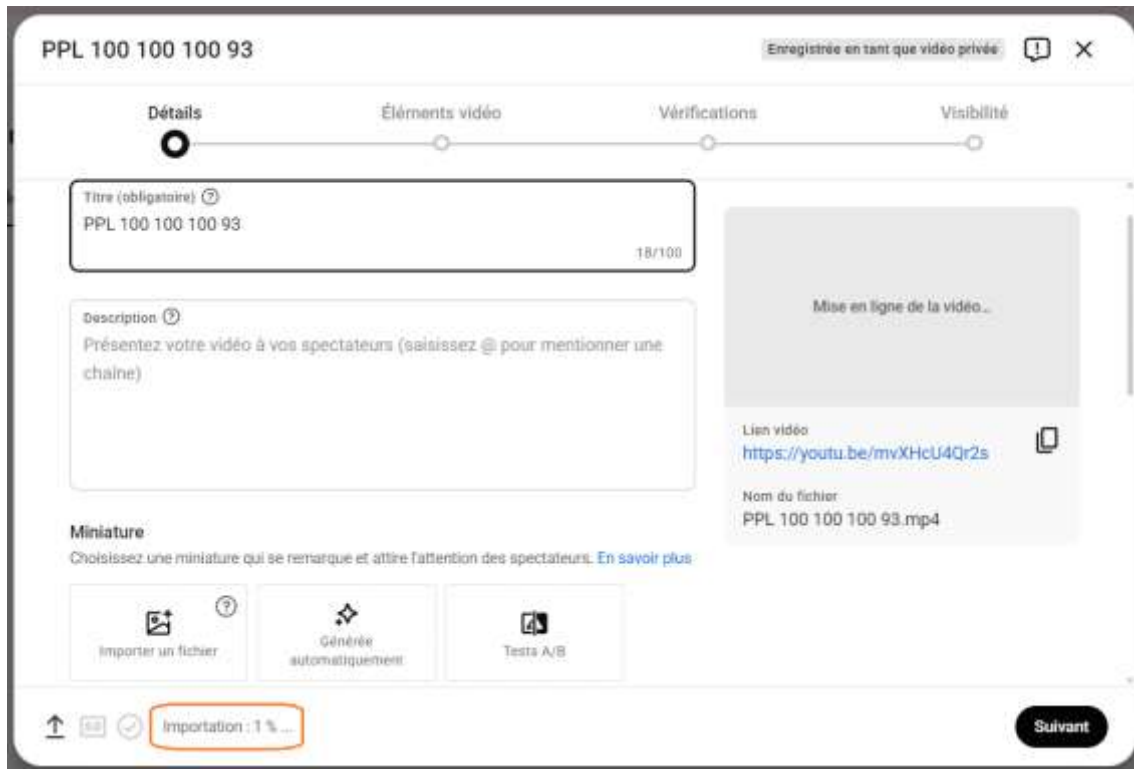 PPL 100 100 100 93
Enregistrée en tant que vidéo privée
Détails
Éléments vidéo
Vérifications
Visibilité
Titre (obligatoire)
PPL 100 100 100 93
18/100
Description
Présentez votre vidéo à vos spectateurs (saisissez @ pour mentionner une
chaîne)
Mise en ligne de la vidéo…
Lien vidéo
https://youtu.be/mvXHcU4Qr2s
Nom du fichier
PPL 100 100 100 93.mp4
Miniature
Choisissez une miniature qui se remarque et attire l'attention des spectateurs. En savoir plus
Importer un fichier
Générée
automatiquement
Tests A/B
Importation : 1 % ...
Suivant